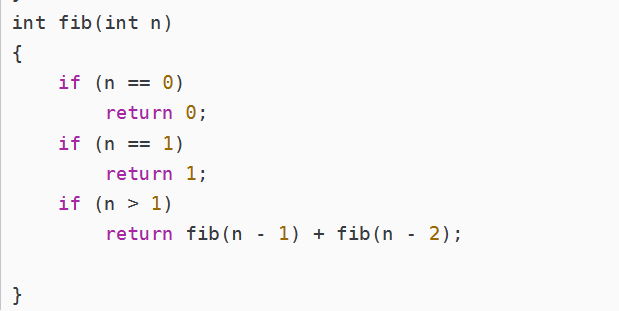 int fib(int n)
{
    if (n == 0)
        return 0;
    if (n == 1)
        return 1;
    if (n > 1)
        return fib(n - 1) + fib(n - 2);

}